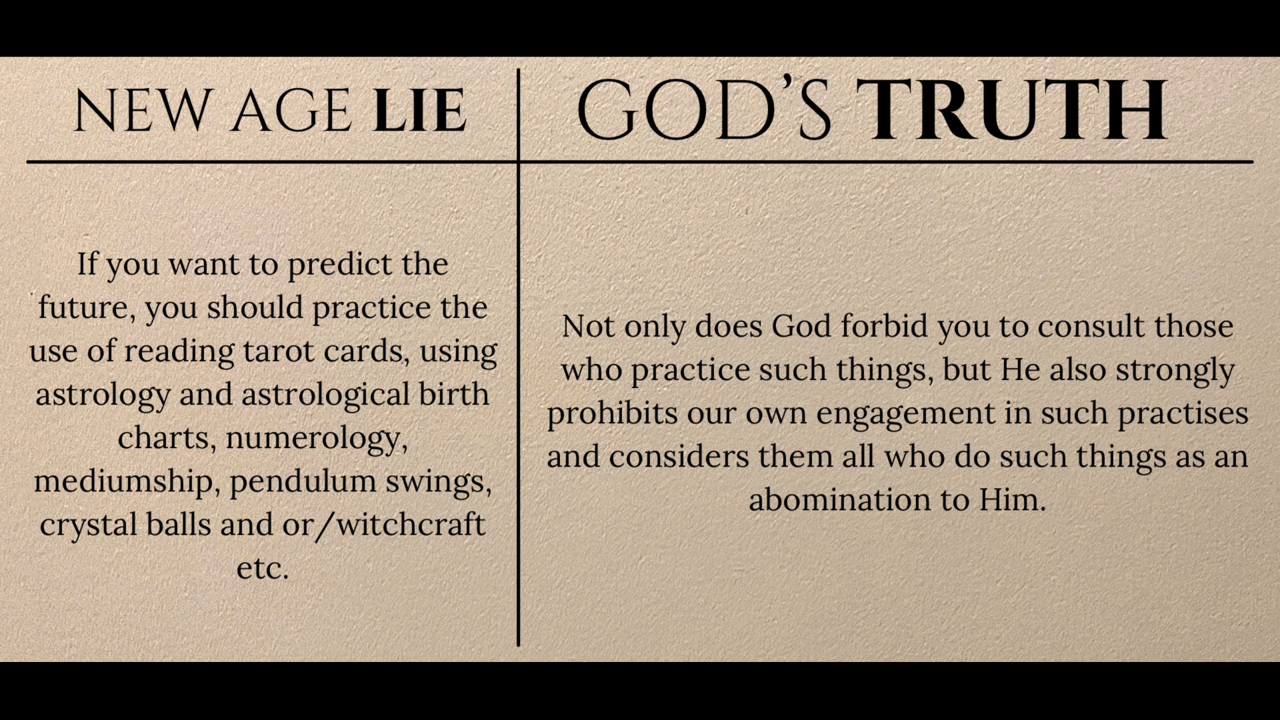 NEW AGE LIE
If you want to predict the
future, you should practice the
use of reading tarot cards, using
astrology and astrological birth
charts, numerology,
mediumship, pendulum swings,
crystal balls and or/witchcraft
etc.
GOD'S TRUTH
Not only does God forbid you to consult those
who practice such things, but He also strongly
prohibits our own engagement in such practises
and considers them all who do such things as an
abomination to Him.